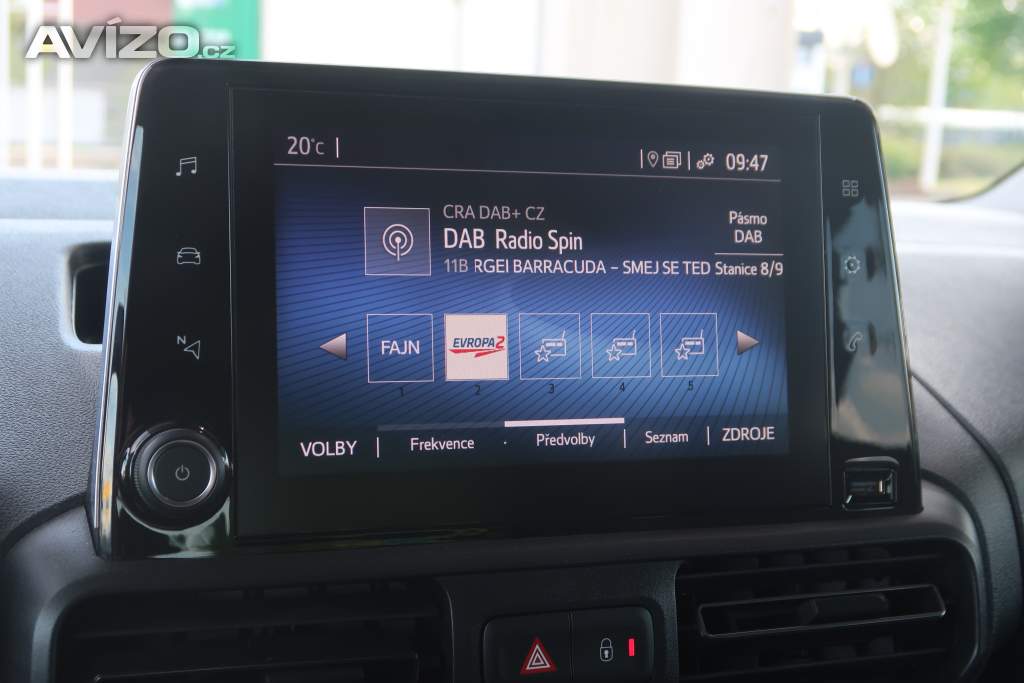 AVÍZO.cz
20°C
09:47
CRA DAB+ CZ
DAB Radio Spin
11B RGEI BARRACUDA – SMEJ SE TED
Pásmo
DAB
Stanice 8/9
N
FAJN
EVROPA2
1 2 3 4 5
VOLBY
Frekvence
Předvolby
Seznam
ZDROJE